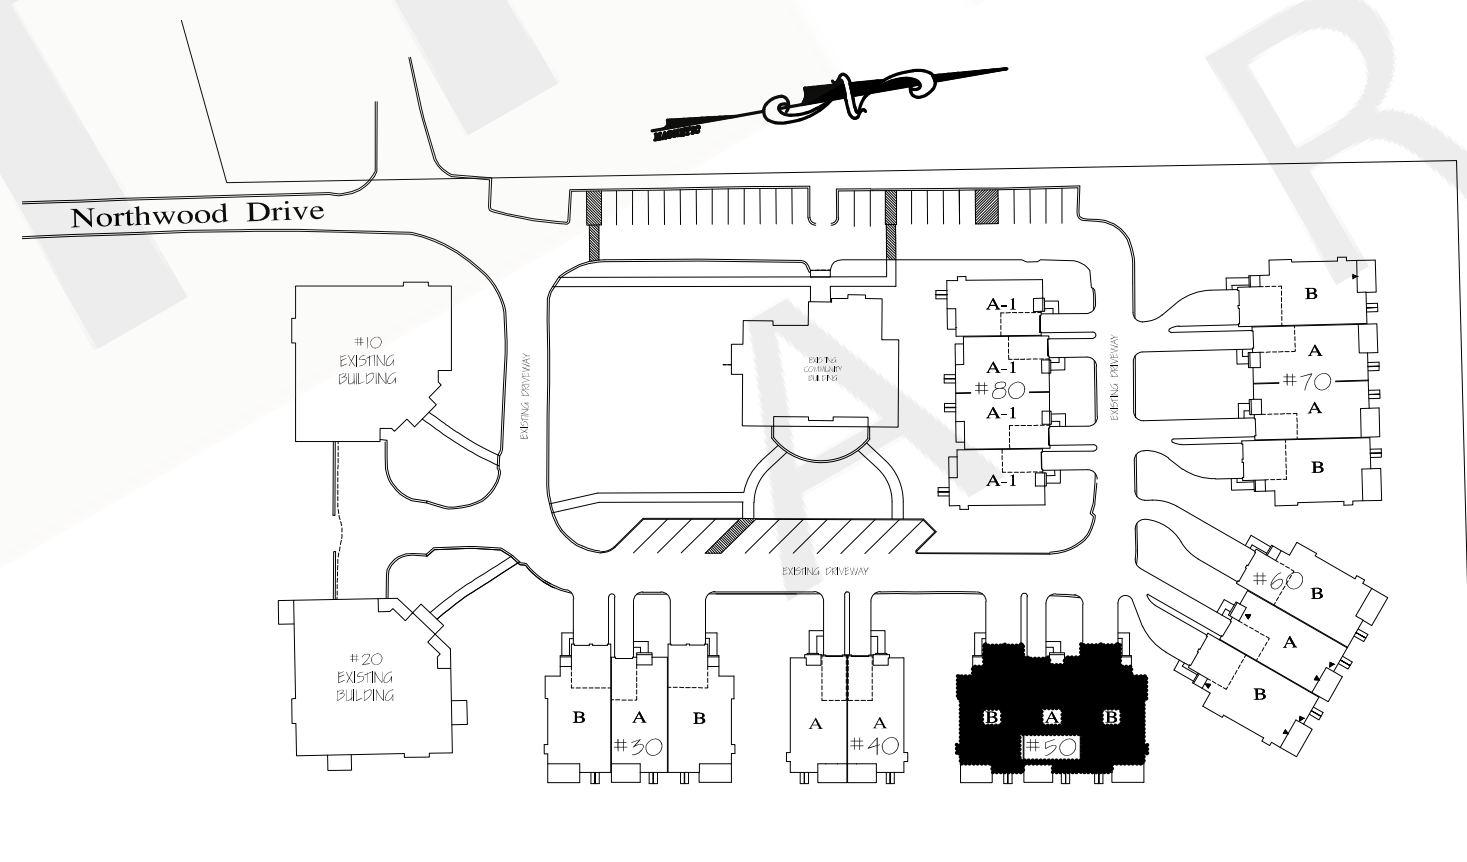 Northwood Drive
#10
EXISTING
BUILDING
EXISTING DRIVEWAY
EXISTING
COMMUNITY
BUILDING
A-1
A-1
#80
A-1
A-1
EXISTING DRIVEWAY
B
A
#70
A
B
EXISTING DRIVEWAY
#60
B
A
B
#20
EXISTING
BUILDING
B
A
B
#30
A
A
#40
B
A
B
#50